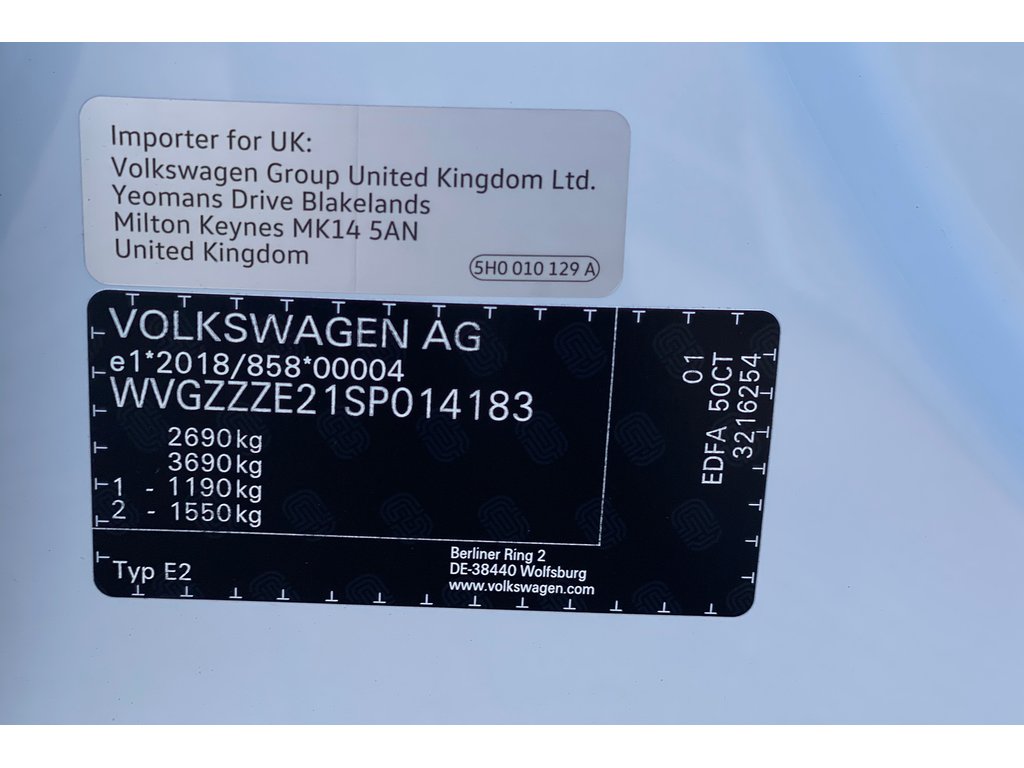 Importer for UK:
Volkswagen Group United Kingdom Ltd.
Yeomans Drive Blakelands
Milton Keynes MK14 5AN
United Kingdom
5H0 010 129 A
VOLKSWAGEN AG
e1*2018/858*00004
WVGZZZE21SP014183
2690kg
3690kg
1 - 1190kg
2 - 1550kg
Typ E2
Berliner Ring 2
DE-38440 Wolfsburg
www.volkswagen.com
01
EDFA 50CT
3216254